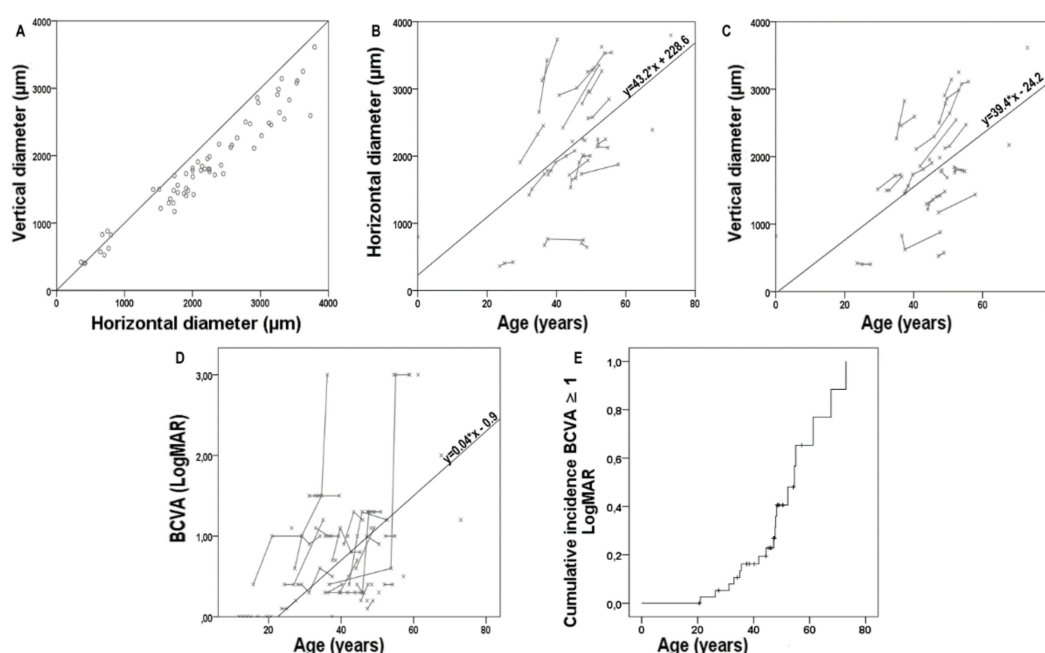 A
4000
3000
2000
1000
0
0
1000
2000
3000
4000
Vertical diameter (µm)
Horizontal diameter (µm)
B
4000
3000
2000
1000
0
0
20
40
60
80
Horizontal diameter (µm)
Age (years)
y=43.2*x + 228.6
C
4000
3000
2000
1000
0
0
20
40
60
80
Vertical diameter (µm)
Age (years)
y=39.4*x - 24.2
D
3,00
2,00
1,00
,00
20
40
60
80
BCVA (LogMAR)
Age (years)
y=0.04*x - 0.9
E
1,0
0,8
0,6
0,4
0,2
0,0
0
20
40
60
80
Cumulative incidence BCVA ≥ 1
LogMAR
Age (years)